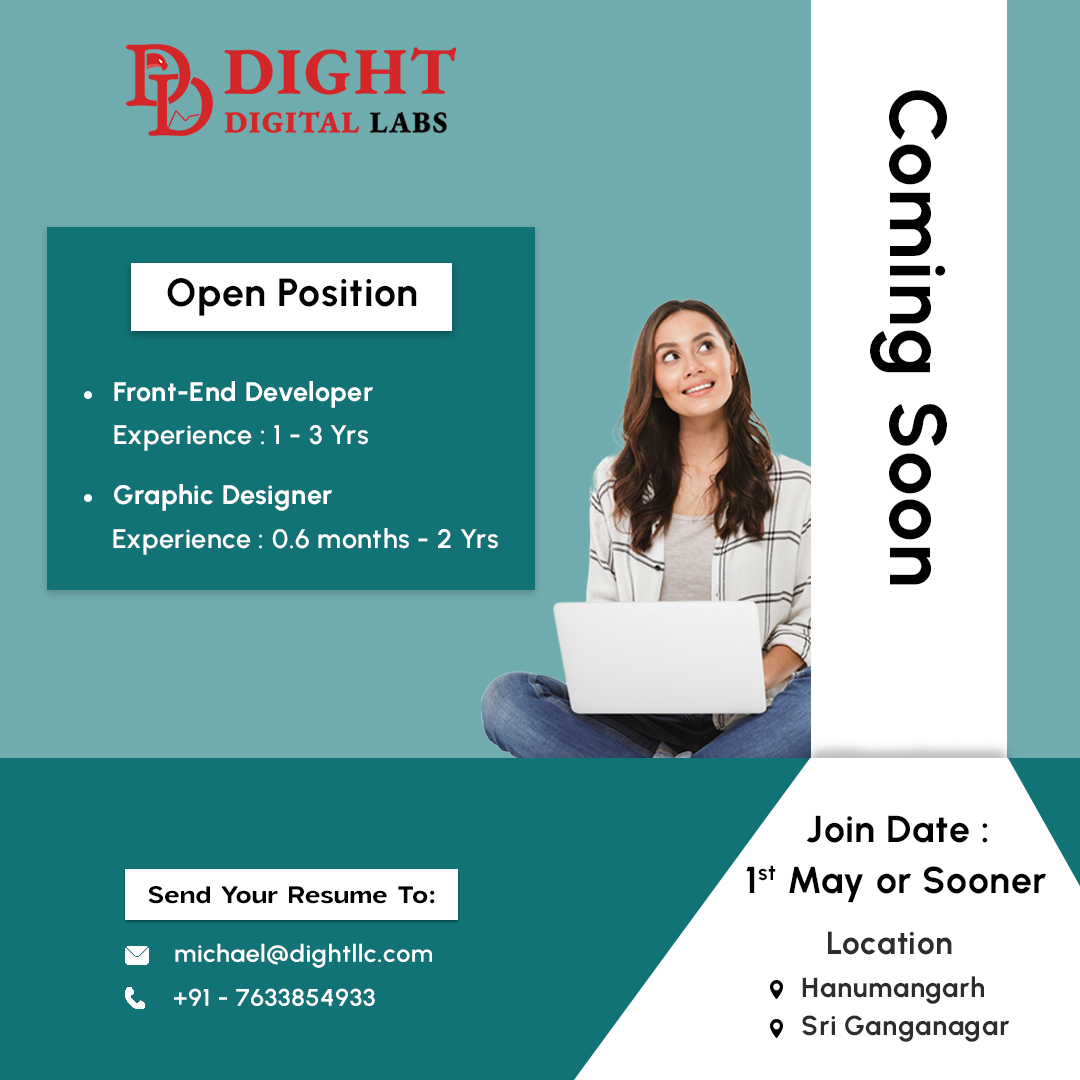 DIGHT
DIGITAL LABS
Coming Soon
Open Position
• Front-End Developer
Experience : 1 - 3 Yrs
• Graphic Designer
Experience : 0.6 months - 2 Yrs
Send Your Resume To:
michael@dightllc.com
+91 - 7633854933
Join Date :
1st May or Sooner
Location
Hanumangarh
Sri Ganganagar